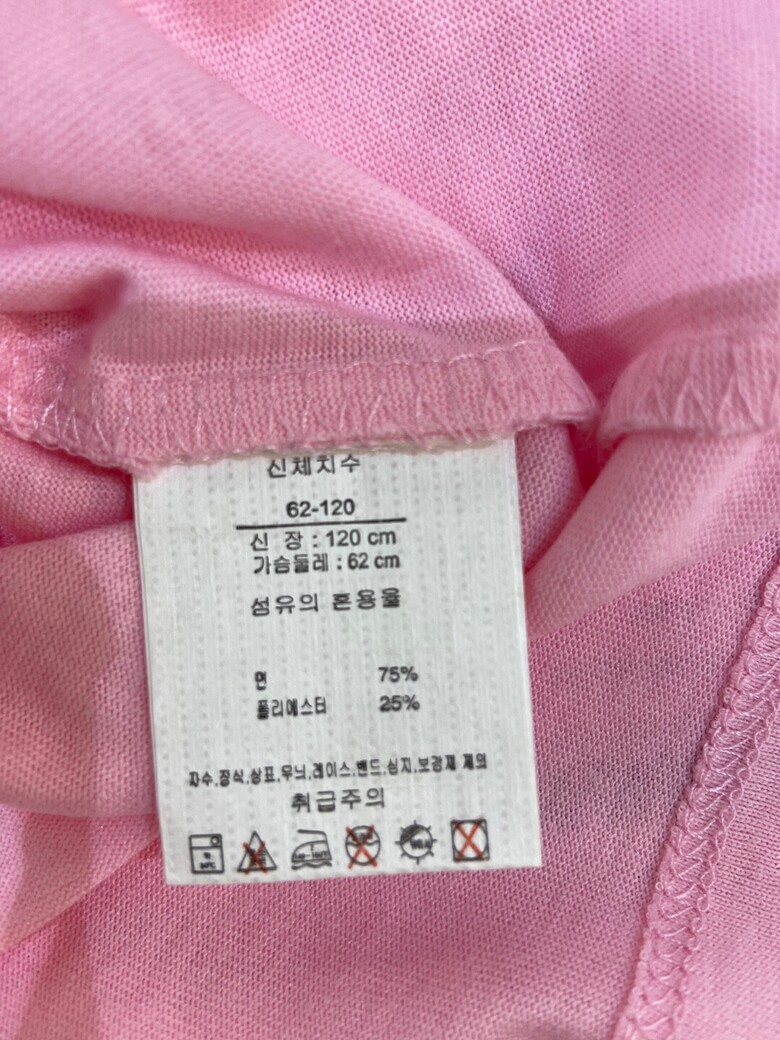 신체치수
62-120
신 장 : 120 cm
가슴둘레 : 62 cm
섬유의 혼용율
면 75%
폴리에스터 25%
자수,장식,상표,무늬,레이스,밴드,심지,보강재 제외
취급주의